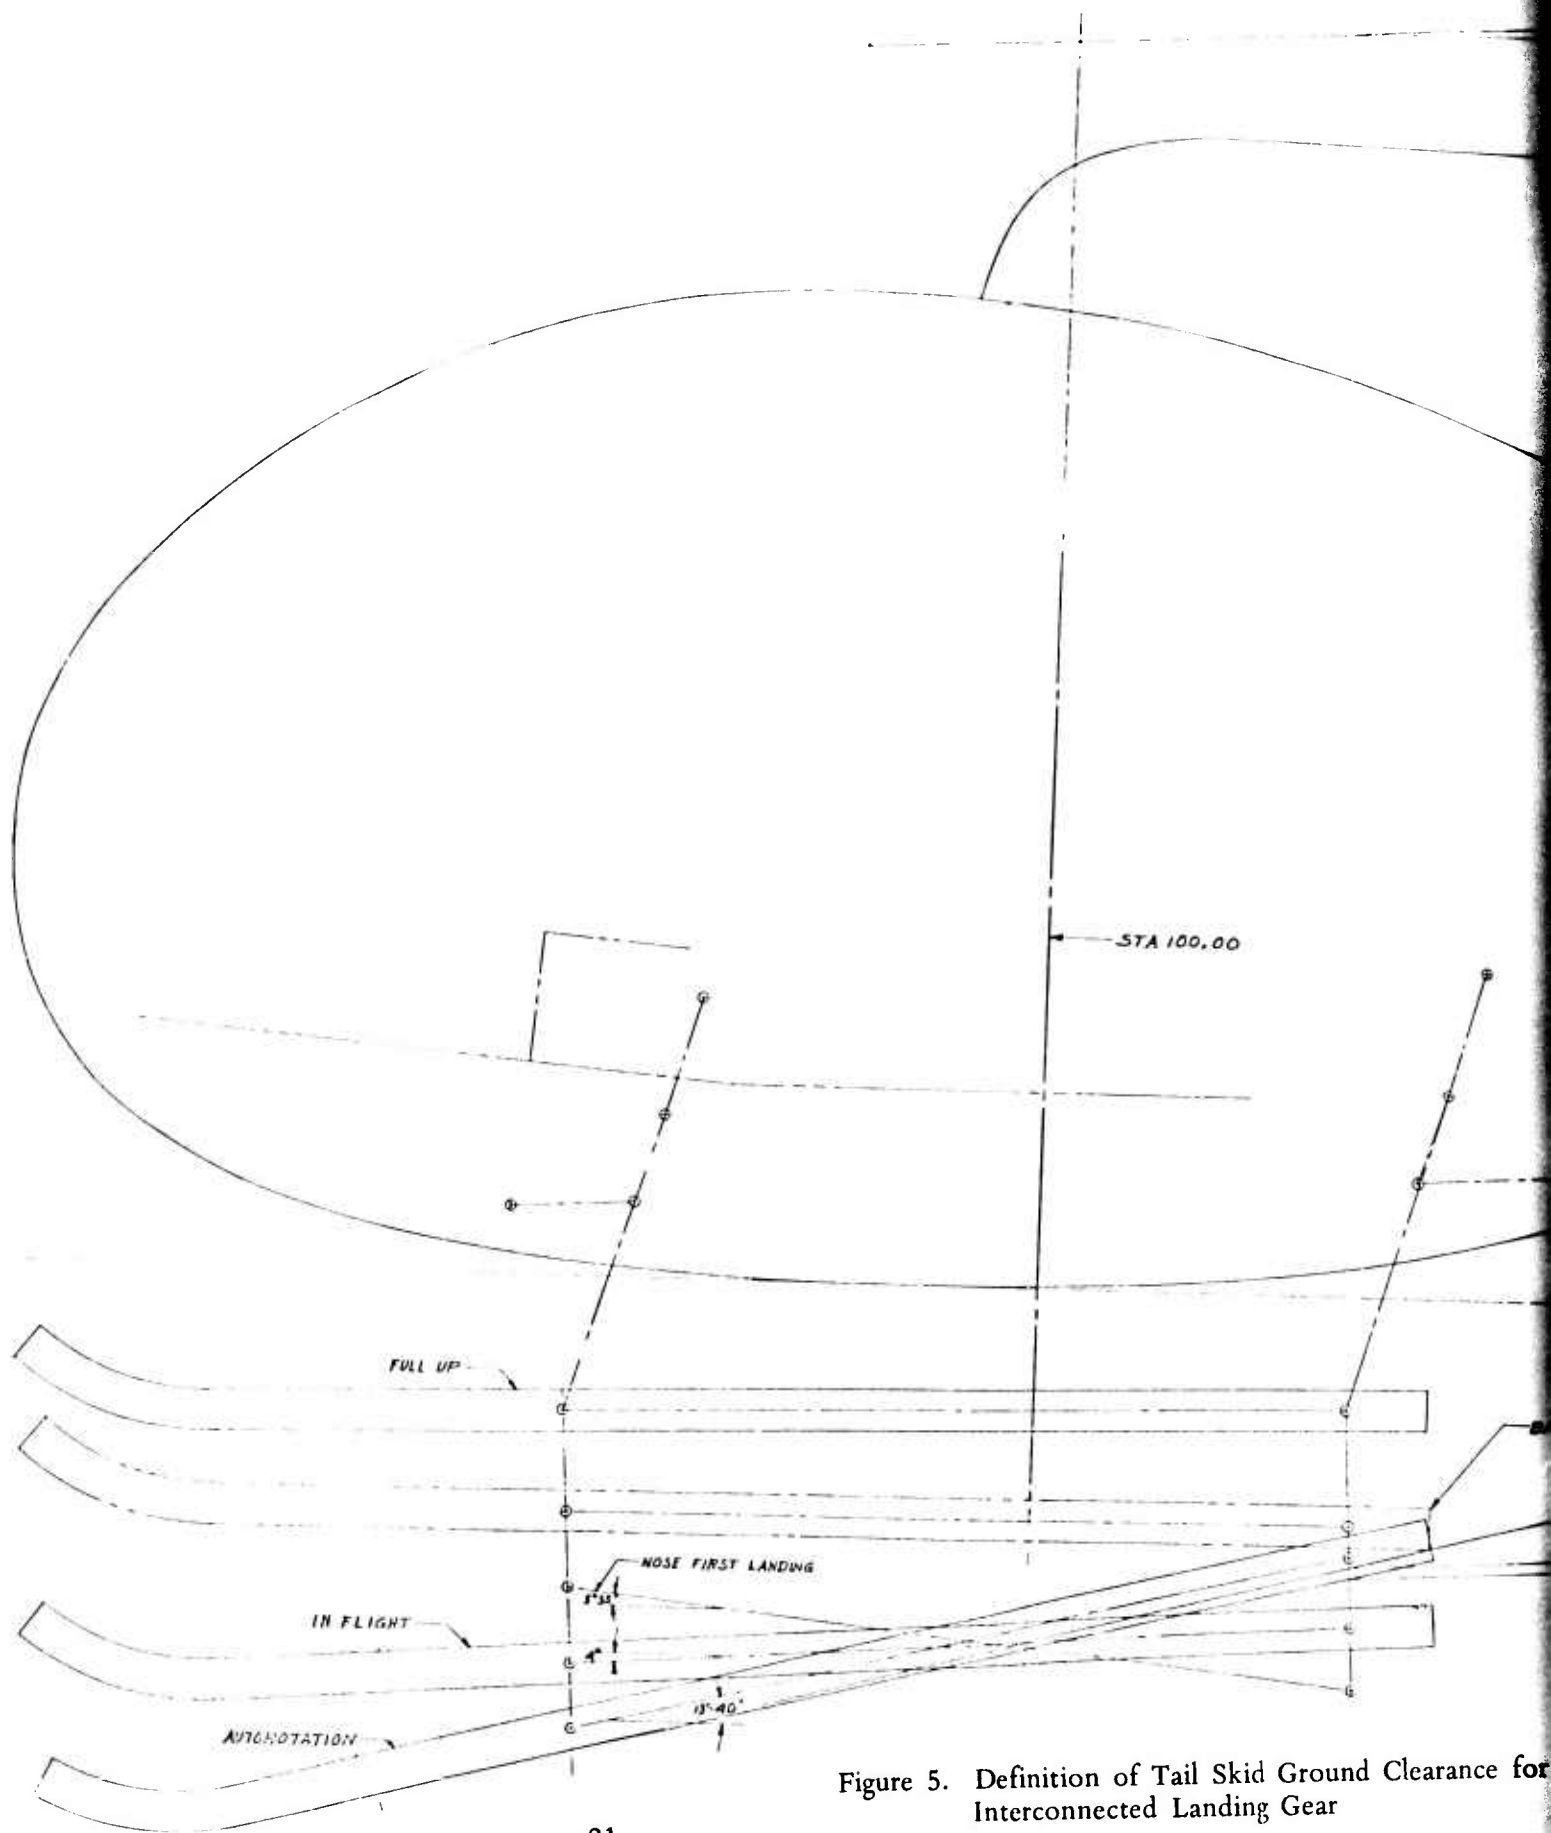 STA 100.00
FULL UP
NOSE FIRST LANDING
IN FLIGHT
4°
13°40'
AUTOROTATION
Figure 5. Definition of Tail Skid Ground Clearance for
Interconnected Landing Gear